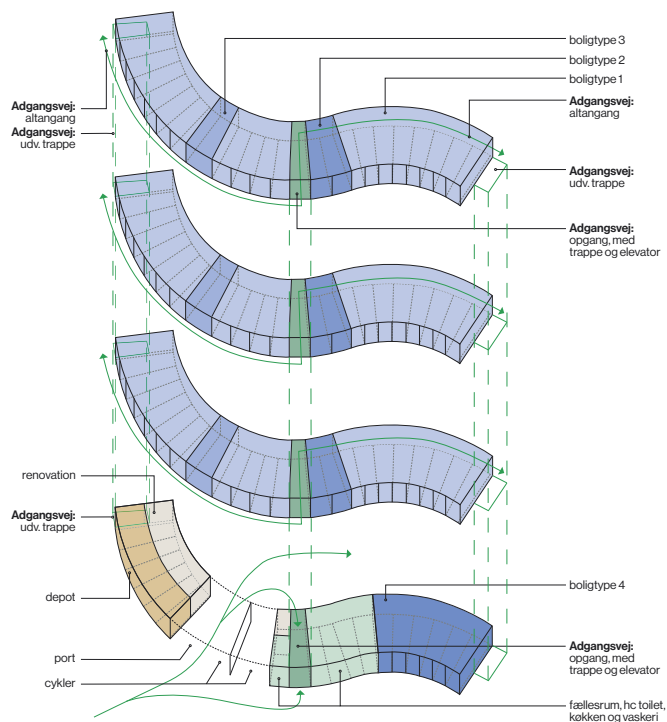 boligtype 3
boligtype 2
boligtype 1
Adgangsvej:
altangang
Adgangsvej:
udv. trappe
Adgangsvej:
altangang
Adgangsvej:
udv. trappe
Adgangsvej:
opgang, med
trappe og elevator
renovation
Adgangsvej:
udv. trappe
depot
port
cykler
boligtype 4
Adgangsvej:
opgang, med
trappe og elevator
fællesrum, hc toilet,
køkken og vaskeri